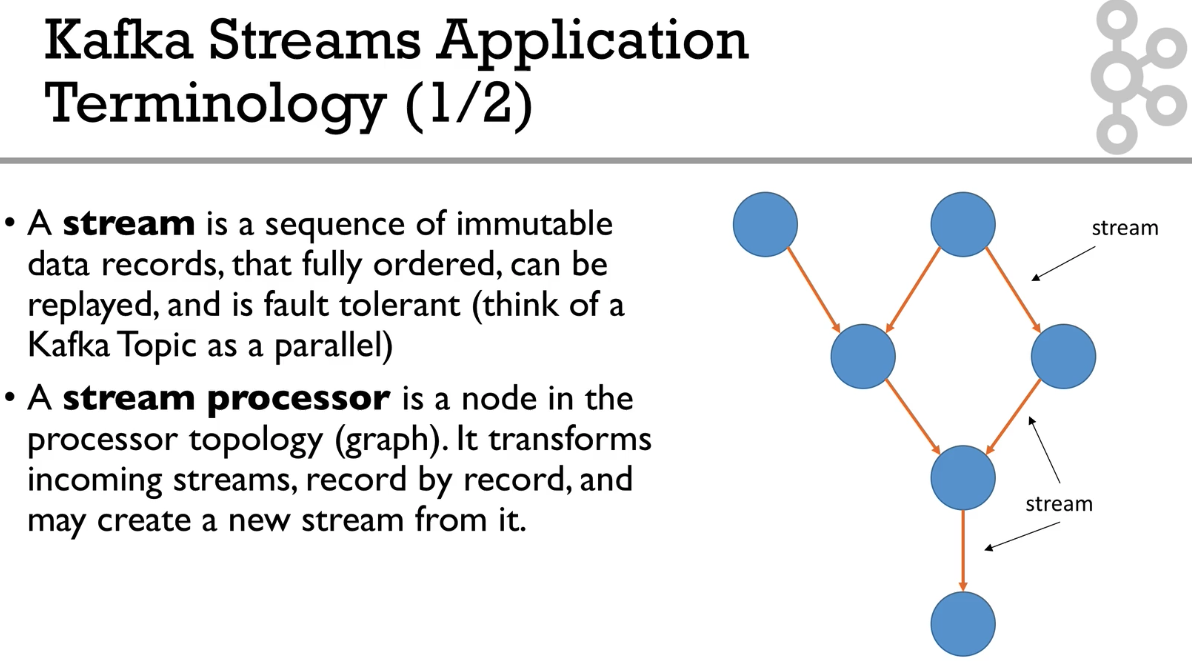 Kafka Streams Application
Terminology (1/2)
• A stream is a sequence of immutable
data records, that fully ordered, can be
replayed, and is fault tolerant (think of a
Kafka Topic as a parallel)
• A stream processor is a node in the
processor topology (graph). It transforms
incoming streams, record by record, and
may create a new stream from it.
stream
stream